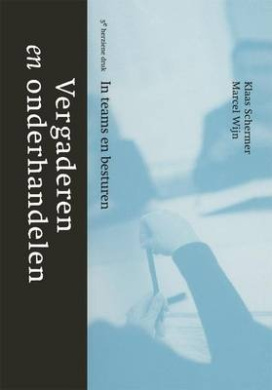 Klaas Schermer
Marcel Wijn
In teams en besturen
3e herziene druk
Vergaderen
en onderhandelen